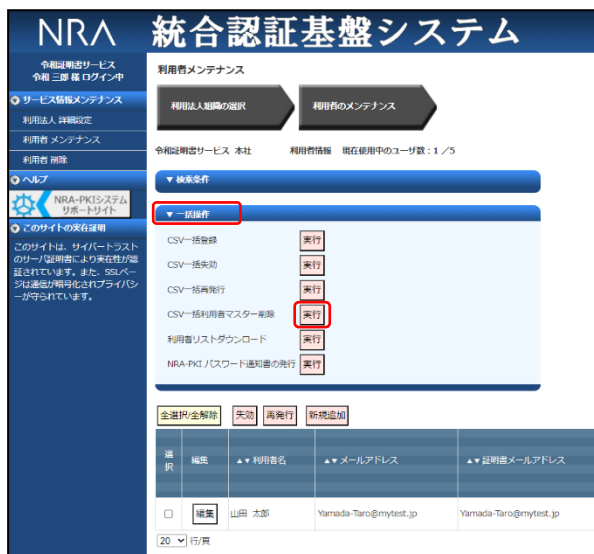 NRA 統合認証基盤システム
令和証明書サービス
令和 三郎 様 ログイン中
サービス情報メンテナンス
利用法人 詳細設定
利用者 メンテナンス
利用者 削除
ヘルプ
NRA-PKIシステム
サポートサイト
このサイトの実在証明
このサイトは、サイバートラスト
のサーバ証明書により実在性が認
証されています。また、SSLペー
ジは通信が暗号化されプライバシ
ーが守られています。
利用者メンテナンス
利用法人組織の選択 利用者のメンテナンス
令和証明書サービス 本社 利用者情報 現在使用中のユーザ数:1 /5
▼ 検索条件
▼ 一括操作
CSV一括登録 実行
CSV一括失効 実行
CSV一括再発行 実行
CSV一括利用者マスター削除 実行
利用者リストダウンロード 実行
NRA-PKI パスワード通知書の発行 実行
全選択/全解除 失効 再発行 新規追加
選択 編集 ▲▼ 利用者名 ▲▼ メールアドレス ▲▼ 証明書メールアドレス
編集 山田 太郎 Yamada-Taro@mytest.jp Yamada-Taro@mytest.jp
20 行/頁